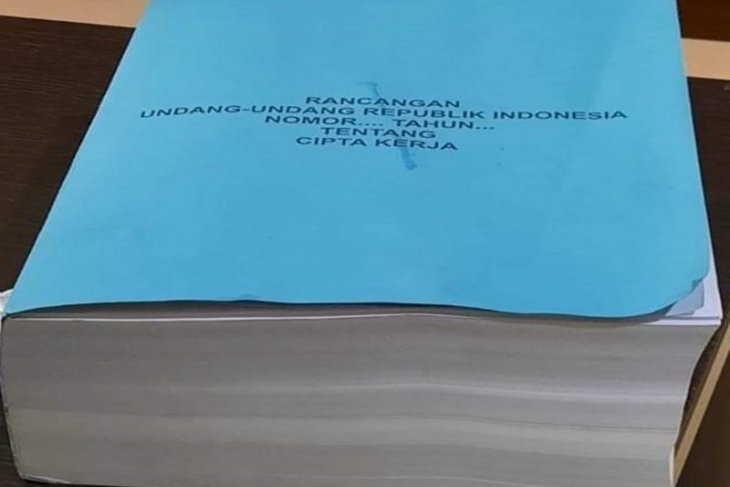 RANCANGAN
UNDANG-UNDANG REPUBLIK INDONESIA
NOMOR.... TAHUN...
TENTANG
CIPTA KERJA